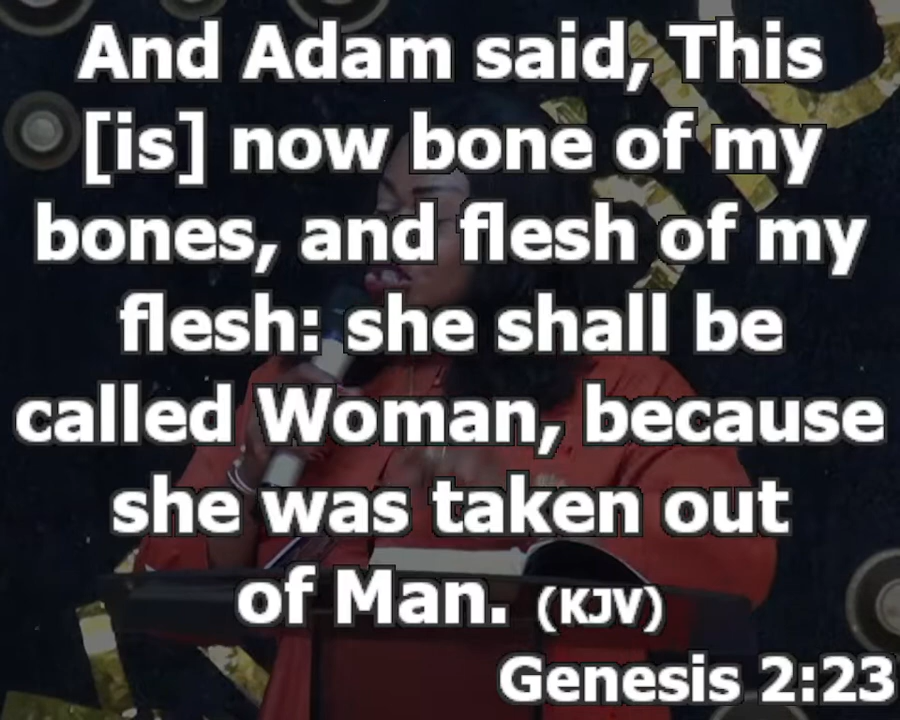 And Adam said, This
[is] now bone of my
bones, and flesh of my
flesh: she shall be
called Woman, because
she was taken out
of Man. (KJV)
Genesis 2:23